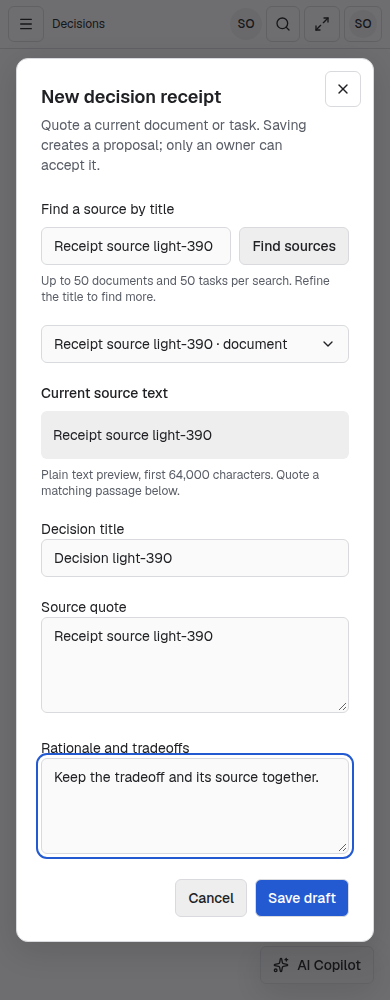 Decisions
SO
SO
New decision receipt
Quote a current document or task. Saving
creates a proposal; only an owner can
accept it.
Find a source by title
Receipt source light-390
Find sources
Up to 50 documents and 50 tasks per search. Refine
the title to find more.
Receipt source light-390 · document
Current source text
Receipt source light-390
Plain text preview, first 64,000 characters. Quote a
matching passage below.
Decision title
Decision light-390
Source quote
Receipt source light-390
Rationale and tradeoffs
Keep the tradeoff and its source together.
Cancel
Save draft
AI Copilot